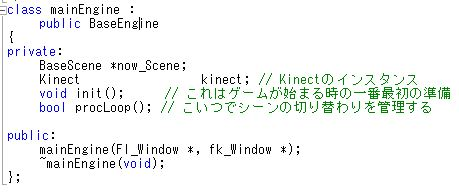 class mainEngine :
public BaseEngine
{
private:
BaseScene *now_Scene;
Kinect kinect; // Kinectのインスタンス
void init(); // これはゲームが始まる時の一番最初の準備
bool procLoop(); // こいつでシーンの切り替わりを管理する
public:
mainEngine(Fl_Window *, fk_Window *);
~mainEngine(void);
};